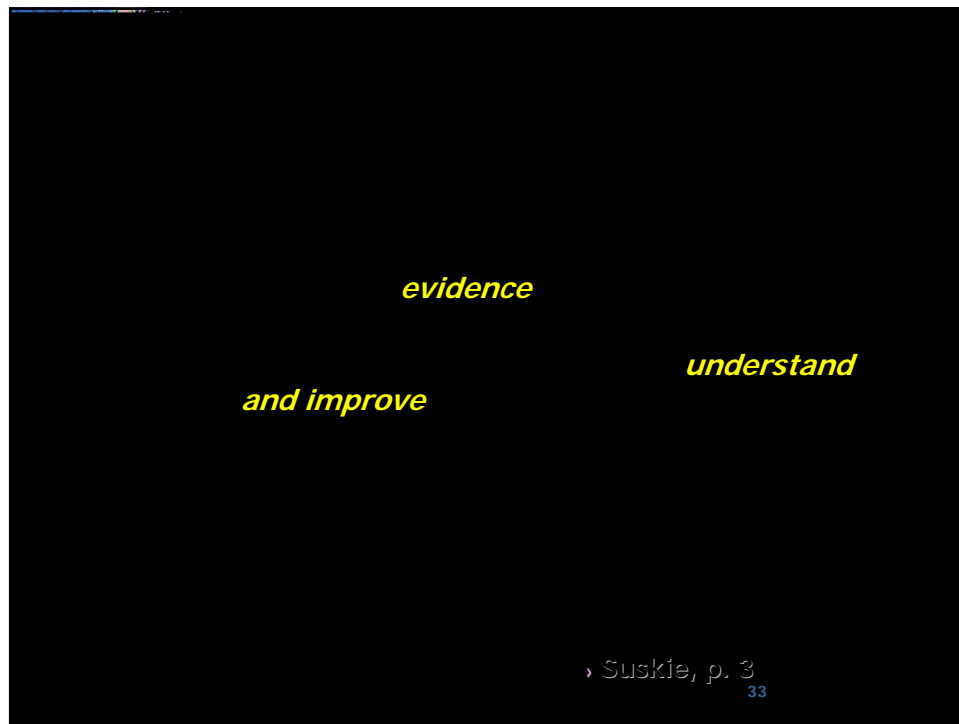 evidence
understand
and improve
› Suskie, p. 3
33